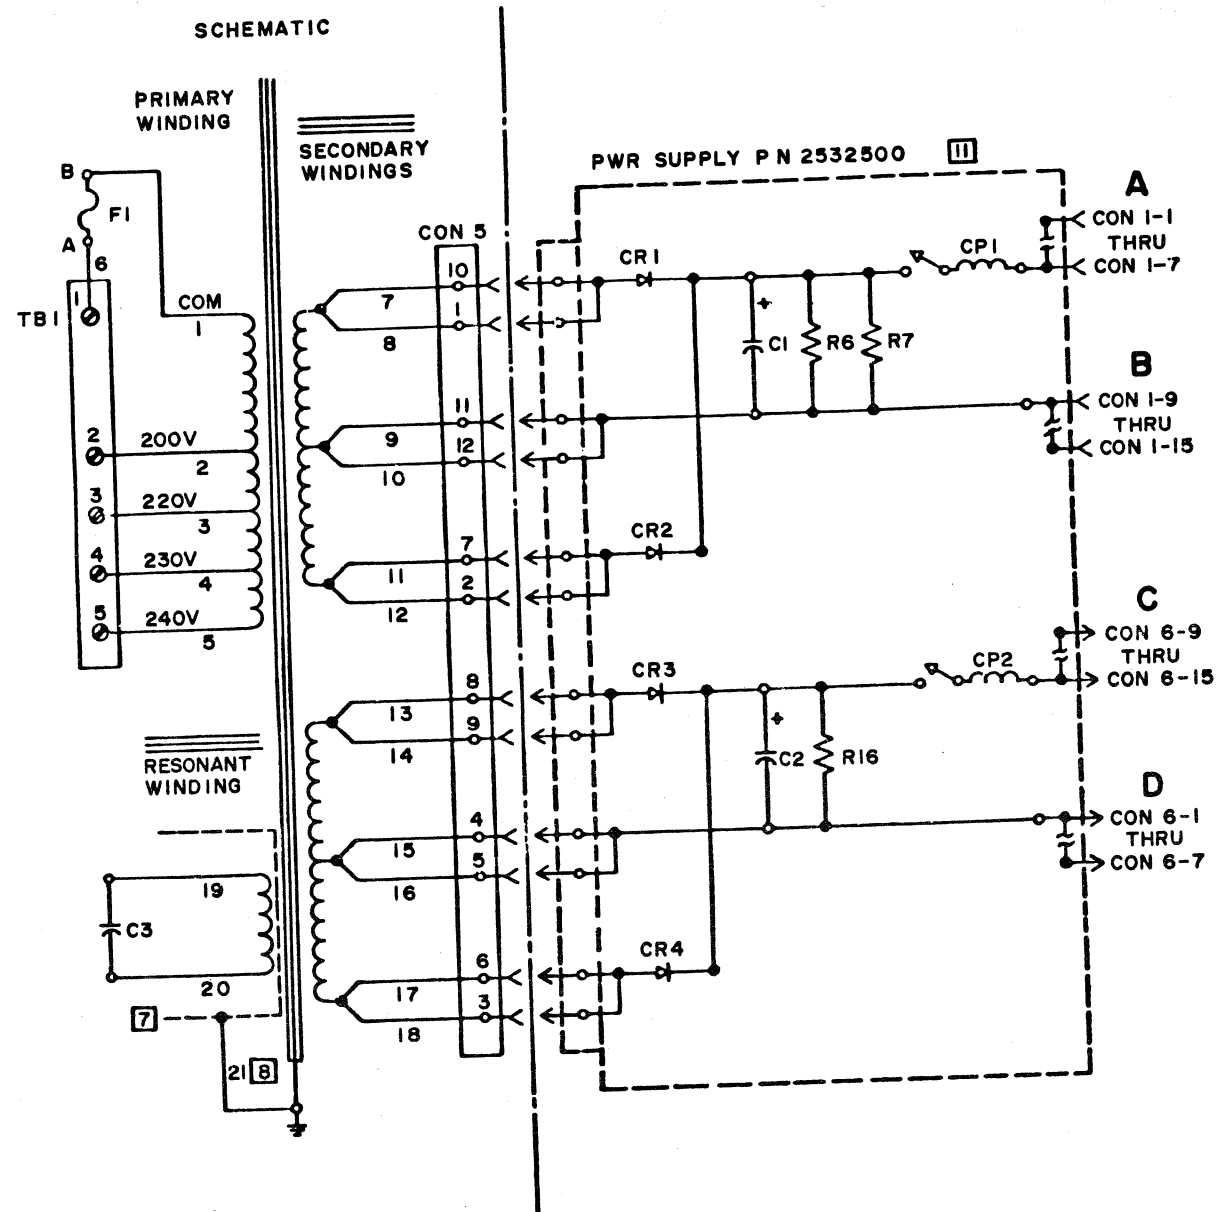 SCHEMATIC
PRIMARY
WINDING
SECONDARY
WINDINGS
PWR SUPPLY PN 2532500
11
B
F1
A
6
TB1
1
COM
1
2
200V
2
3
220V
3
4
230V
4
5
240V
5
CON 5
10
7
1
8
11
9
12
10
7
11
2
12
8
13
9
14
4
15
5
16
6
17
3
18
CR1
+
C1
R6
R7
CP1
A
CON 1-1
THRU
CON 1-7
B
CON 1-9
THRU
CON 1-15
CR2
CR3
+
C2
R16
CP2
C
CON 6-9
THRU
CON 6-15
D
CON 6-1
THRU
CON 6-7
CR4
RESONANT
WINDING
19
C3
20
7
21
8